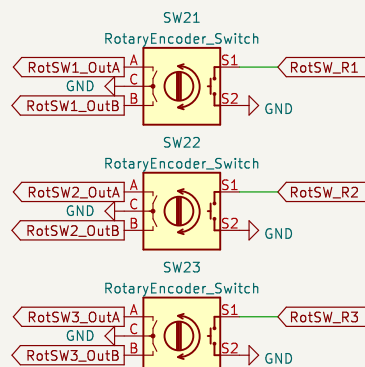 SW21
RotaryEncoder_Switch
RotSW1_OutA A S1 RotSW_R1
GND C
RotSW1_OutB B S2 GND
SW22
RotaryEncoder_Switch
RotSW2_OutA A S1 RotSW_R2
GND C
RotSW2_OutB B S2 GND
SW23
RotaryEncoder_Switch
RotSW3_OutA A S1 RotSW_R3
GND C
RotSW3_OutB B S2 GND